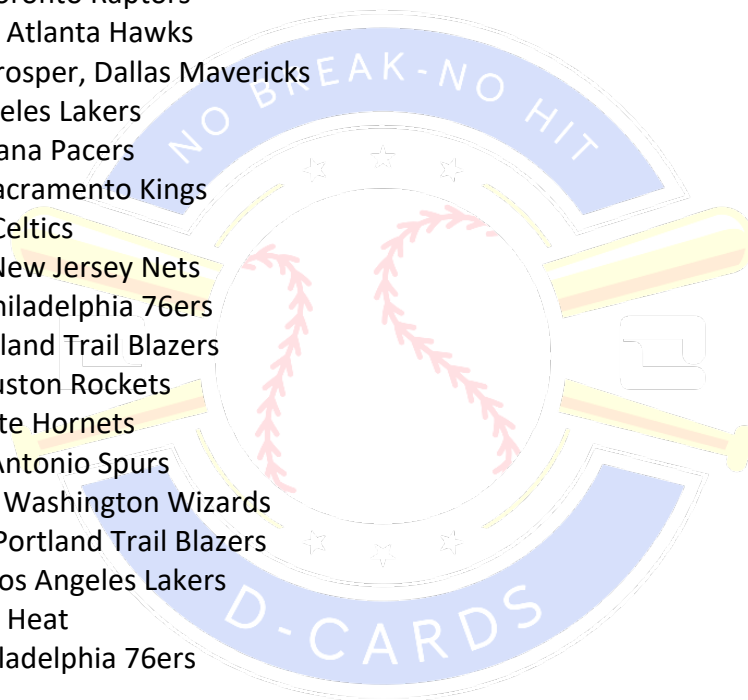 oronto Raptors
Atlanta Hawks
rosper, Dallas Mavericks
eles Lakers
ana Pacers
acramento Kings
Celtics
New Jersey Nets
hiladelphia 76ers
land Trail Blazers
uston Rockets
te Hornets
Antonio Spurs
Washington Wizards
Portland Trail Blazers
os Angeles Lakers
Heat
ladelphia 76ers
NO BREAK-NO HIT
D-CARDS